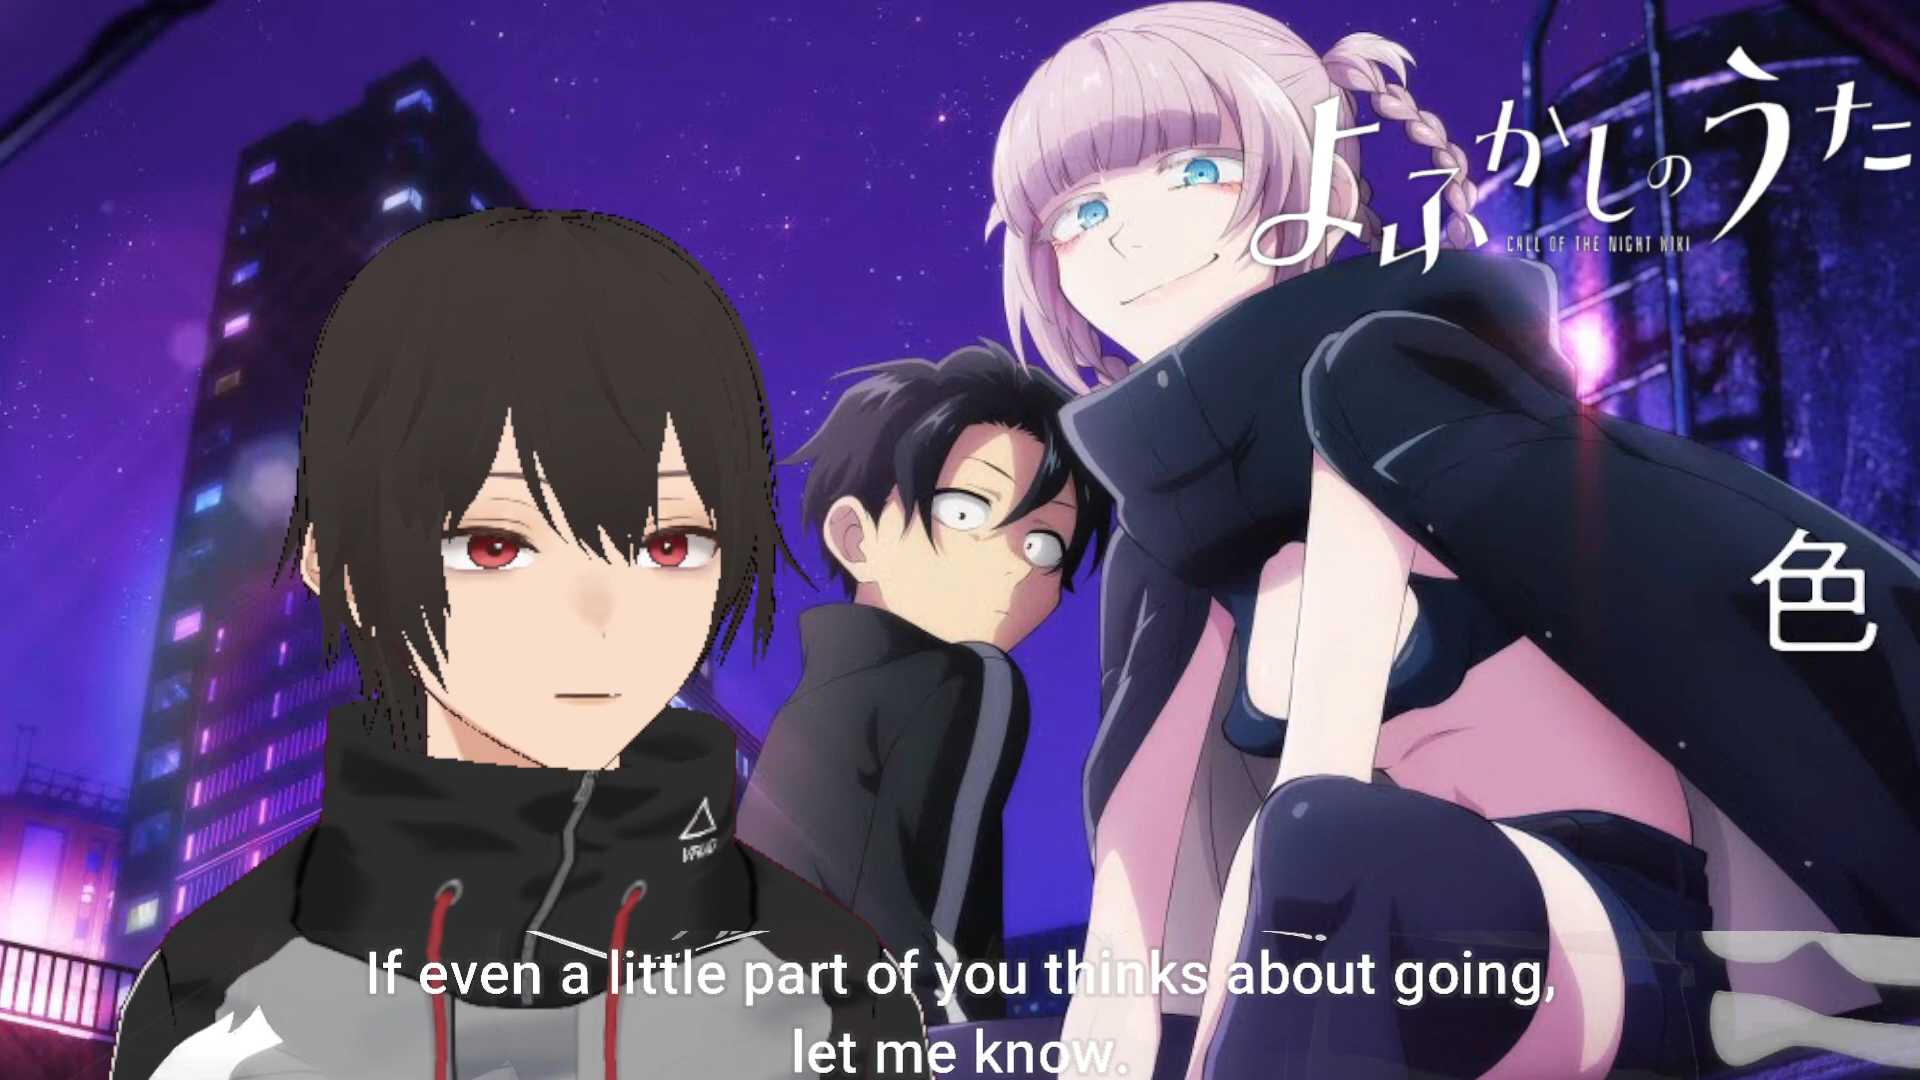 よふかしのうた
CALL OF THE NIGHT NIKI
色
If even a little part of you thinks about going,
let me know.